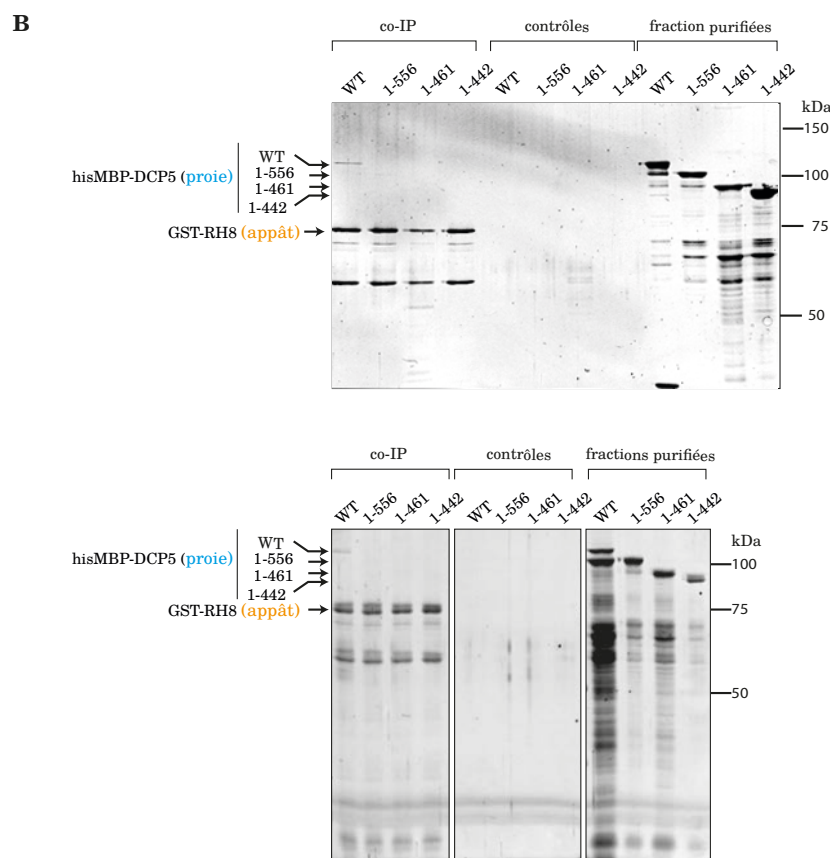 B
co-IP contrôles fraction purifiées
WT 1-556 1-461 1-442 WT 1-556 1-461 1-442 WT 1-556 1-461 1-442
kDa
150
WT
hisMBP-DCP5 (proie) 1-556 100
1-461
1-442
GST-RH8 (appât) 75
50
co-IP contrôles fractions purifiées
WT 1-556 1-461 1-442 WT 1-556 1-461 1-442 WT 1-556 1-461 1-442
kDa
WT
hisMBP-DCP5 (proie) 1-556 100
1-461
1-442
GST-RH8 (appât) 75
50